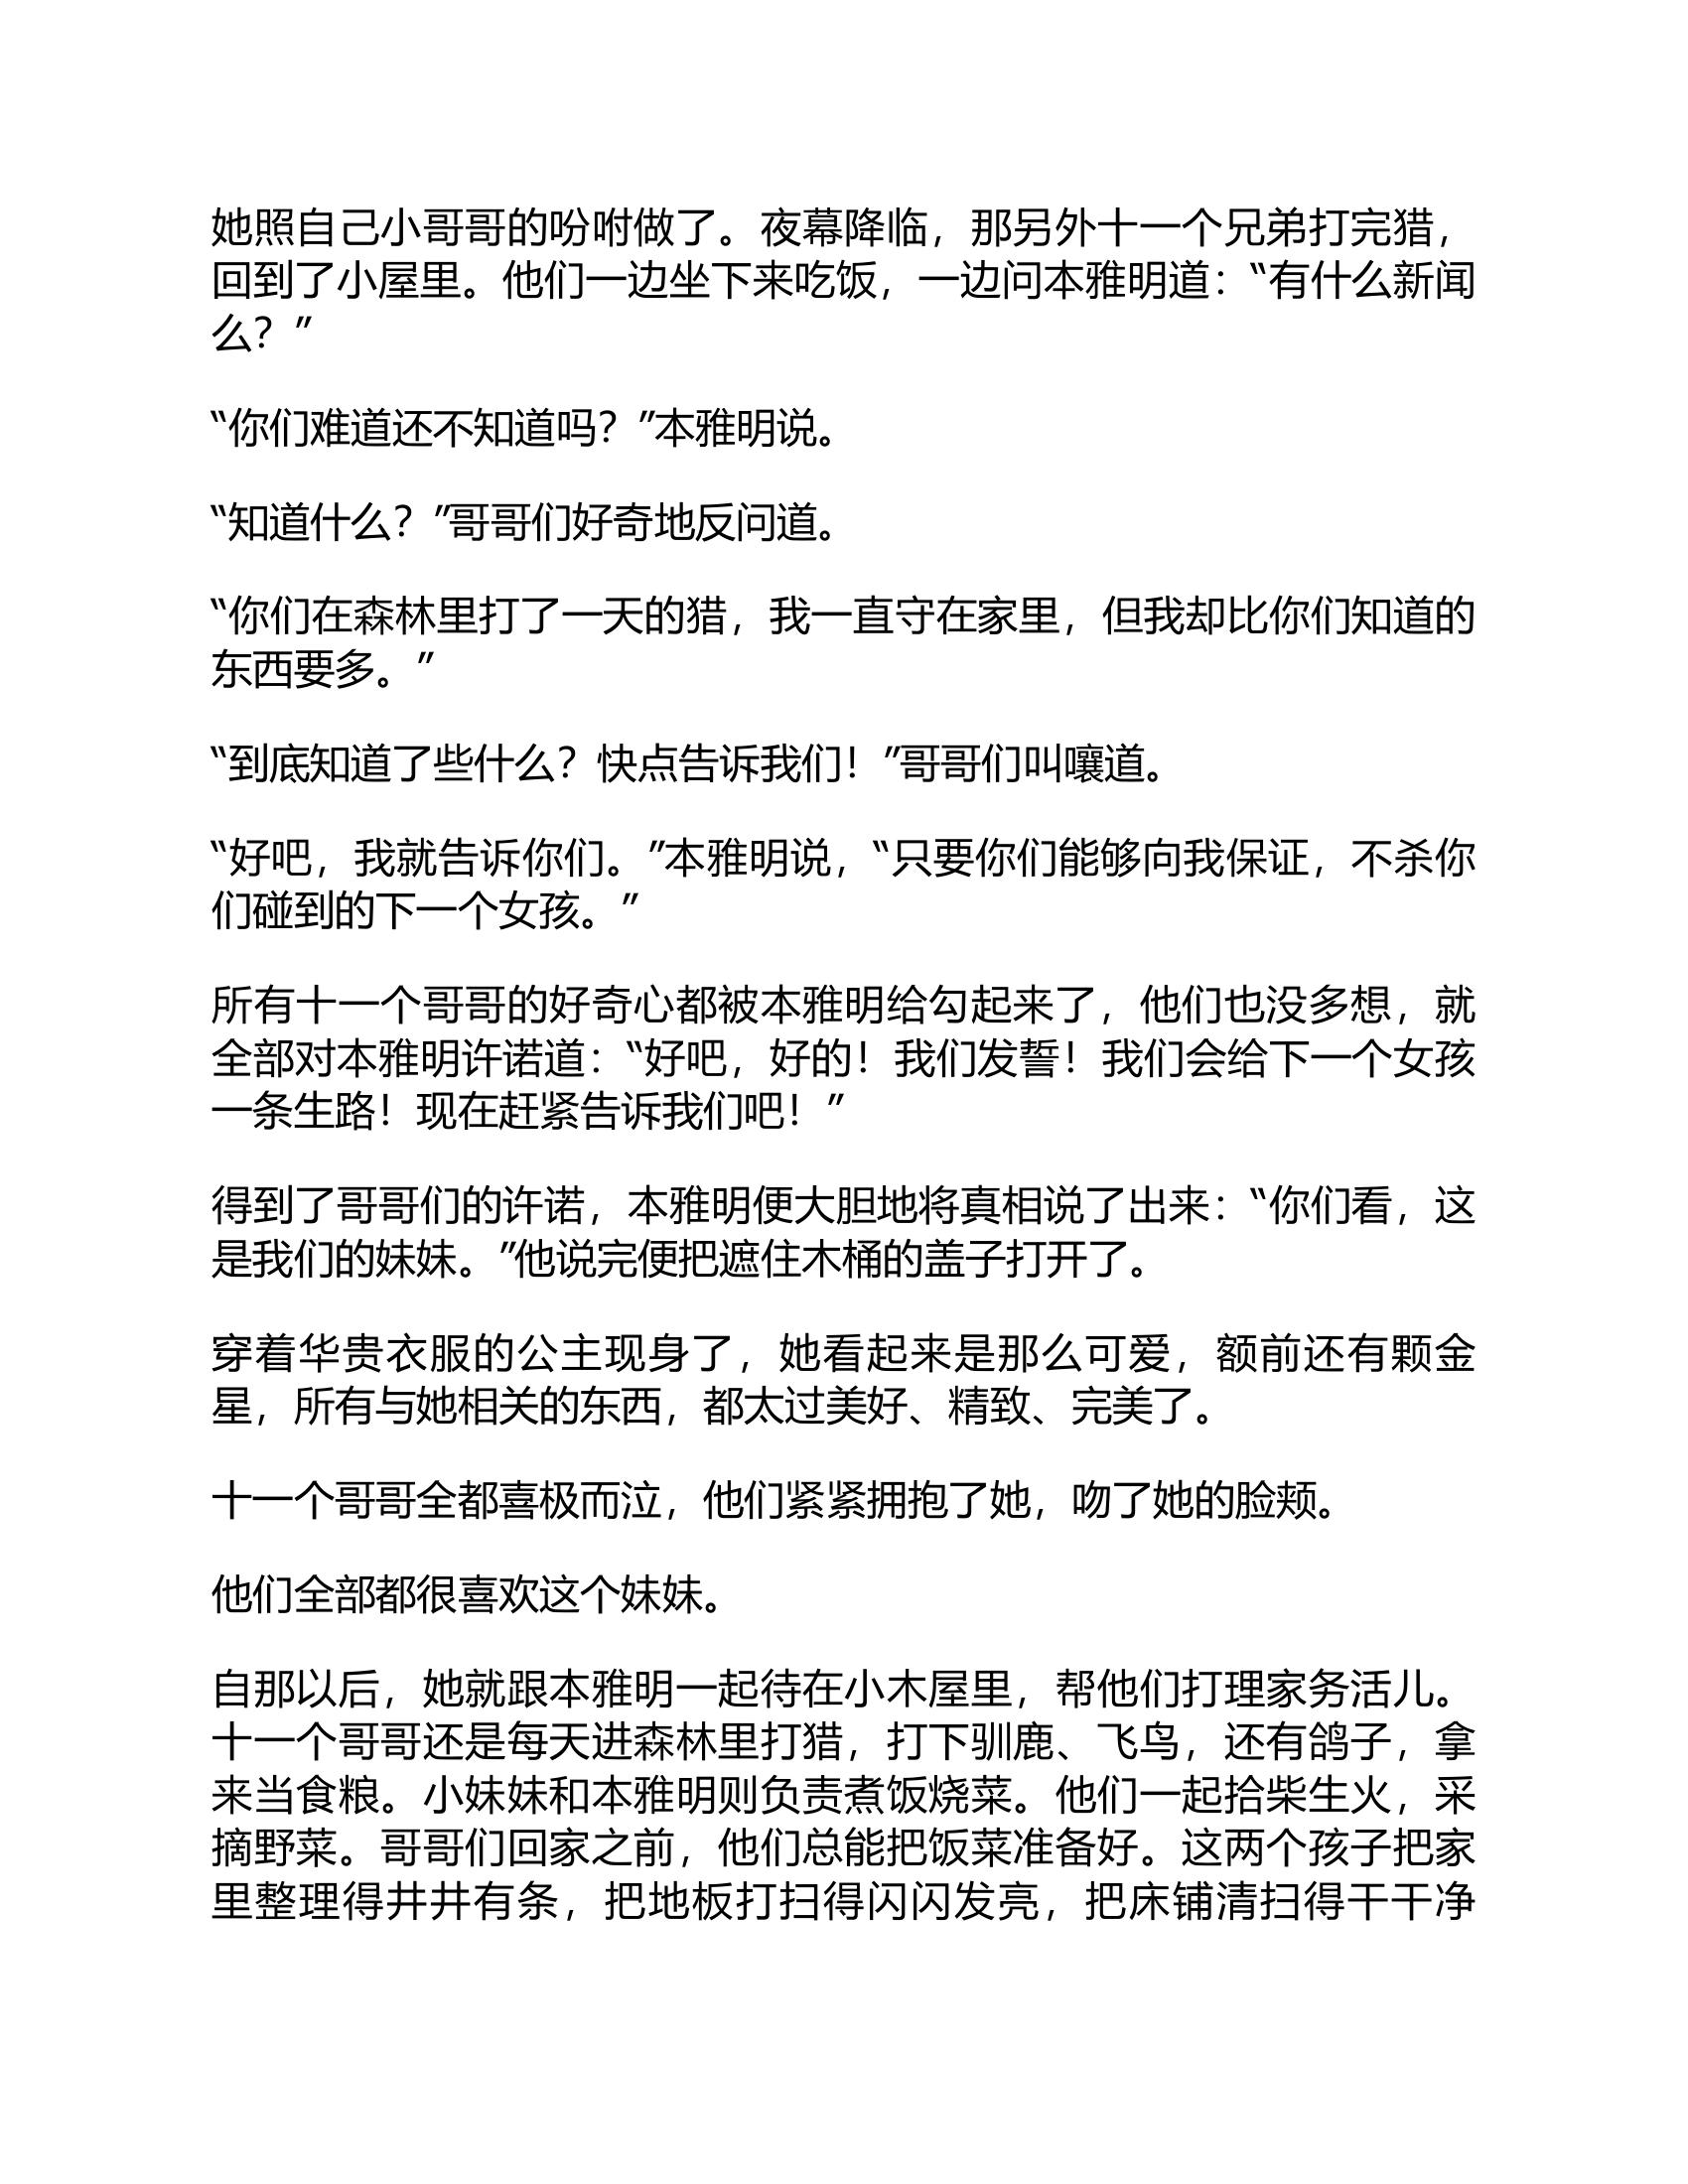 她照自己小哥哥的吩咐做了。夜幕降临，那另外十一个兄弟打完猎，
回到了小屋里。他们一边坐下来吃饭，一边问本雅明道：“有什么新闻
么？”
“你们难道还不知道吗？”本雅明说。
“知道什么？”哥哥们好奇地反问道。
“你们在森林里打了一天的猎，我一直守在家里，但我却比你们知道的
东西要多。”
“到底知道了些什么？快点告诉我们！”哥哥们叫嚷道。
“好吧，我就告诉你们。”本雅明说，“只要你们能够向我保证，不杀你
们碰到的下一个女孩。”
所有十一个哥哥的好奇心都被本雅明给勾起来了，他们也没多想，就
全部对本雅明许诺道：“好吧，好的！我们发誓！我们会给下一个女孩
一条生路！现在赶紧告诉我们吧！”
得到了哥哥们的许诺，本雅明便大胆地将真相说了出来：“你们看，这
是我们的妹妹。”他说完便把遮住木桶的盖子打开了。
穿着华贵衣服的公主现身了，她看起来是那么可爱，额前还有颗金
星，所有与她相关的东西，都太过美好、精致、完美了。
十一个哥哥全都喜极而泣，他们紧紧拥抱了她，吻了她的脸颊。
他们全部都很喜欢这个妹妹。
自那以后，她就跟本雅明一起待在小木屋里，帮他们打理家务活儿。
十一个哥哥还是每天进森林里打猎，打下驯鹿、飞鸟，还有鸽子，拿
来当食粮。小妹妹和本雅明则负责煮饭烧菜。他们一起拾柴生火，采
摘野菜。哥哥们回家之前，他们总能把饭菜准备好。这两个孩子把家
里整理得井井有条，把地板打扫得闪闪发亮，把床铺清扫得干干净